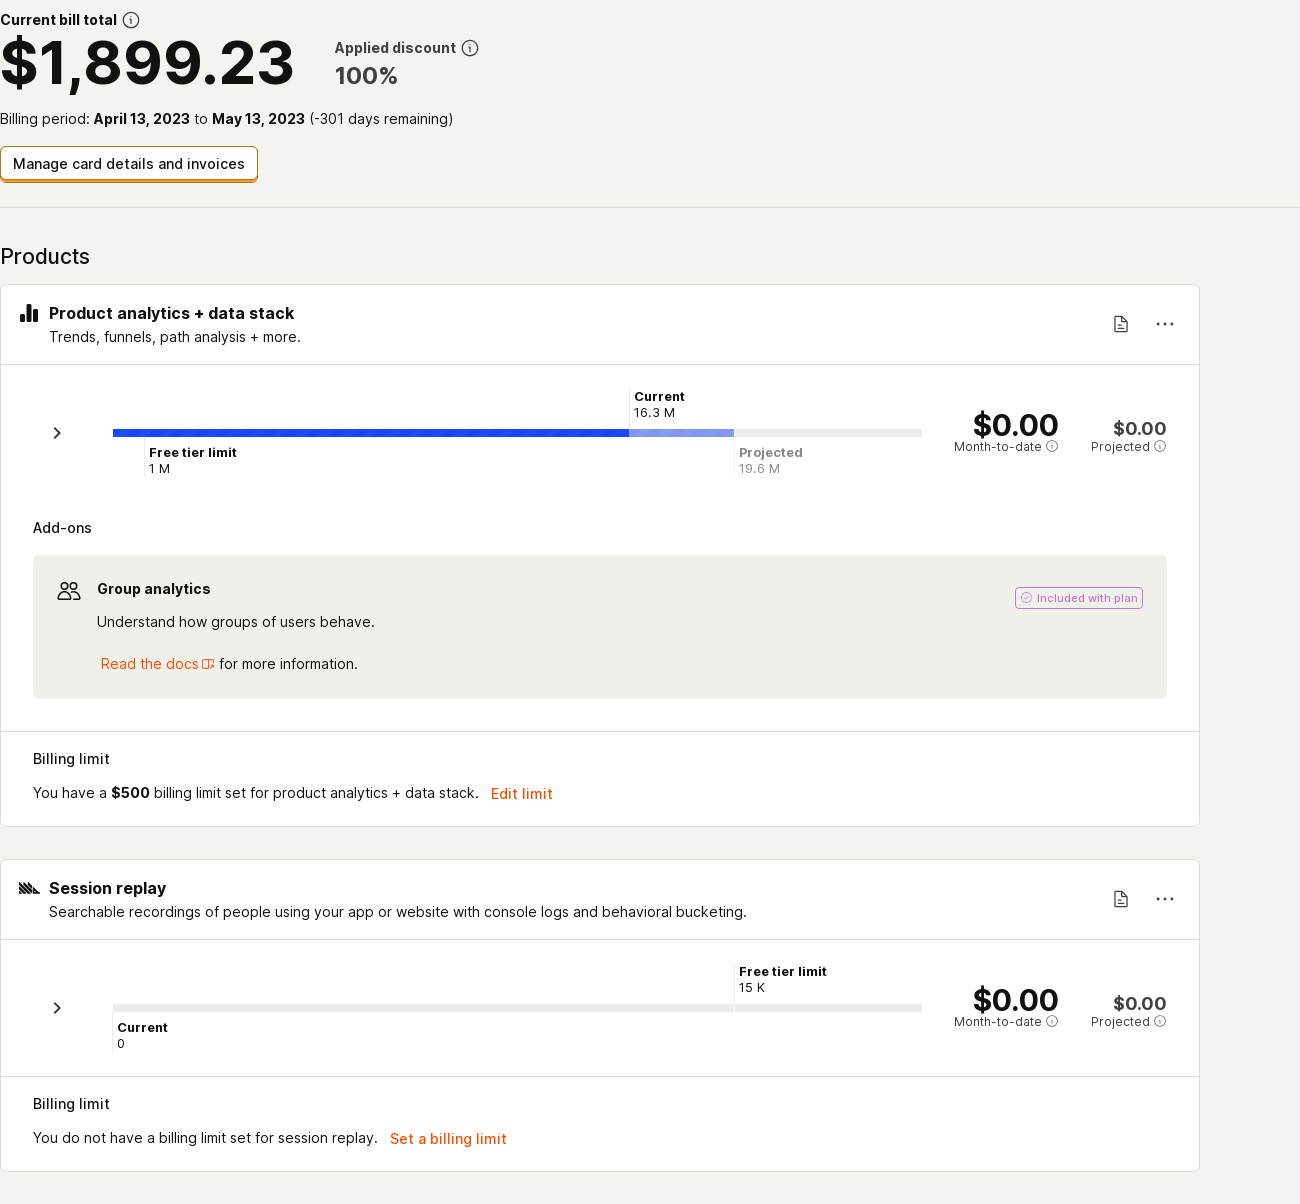 Current bill total
$1,899.23
Applied discount
100%
Billing period: April 13, 2023 to May 13, 2023 (-301 days remaining)
Manage card details and invoices
Products
Product analytics + data stack
Trends, funnels, path analysis + more.
Current
16.3 M
Free tier limit
1 M
Projected
19.6 M
$0.00
Month-to-date
$0.00
Projected
Add-ons
Group analytics
Included with plan
Understand how groups of users behave.
Read the docs for more information.
Billing limit
You have a $500 billing limit set for product analytics + data stack. Edit limit
Session replay
Searchable recordings of people using your app or website with console logs and behavioral bucketing.
Free tier limit
15 K
Current
0
$0.00
Month-to-date
$0.00
Projected
Billing limit
You do not have a billing limit set for session replay. Set a billing limit